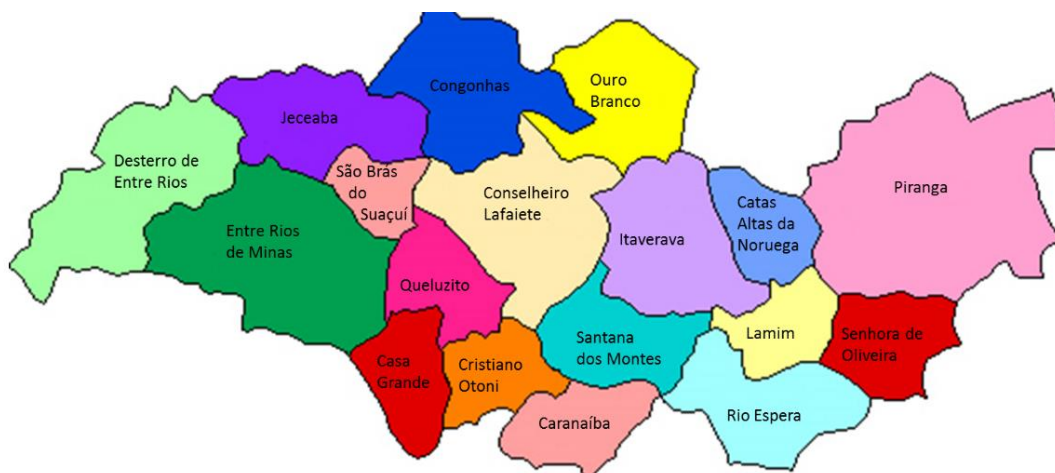 Congonhas
Ouro
Branco
Jeceaba
Desterro de
Entre Rios
São Brás
do
Suaçuí
Conselheiro
Lafaiete
Piranga
Catas
Altas da
Noruega
Entre Rios
de Minas
Itaverava
Queluzito
Santana
dos Montes
Lamim
Senhora de
Oliveira
Casa
Grande
Cristiano
Otoni
Caranaíba
Rio Espera